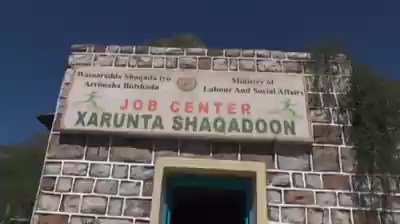 Wasaaradda Shaqada iyo
Arrimaha Bulshada
Ministry of
Labour And Social Affairs
JOB CENTER
XARUNTA SHAQADOON